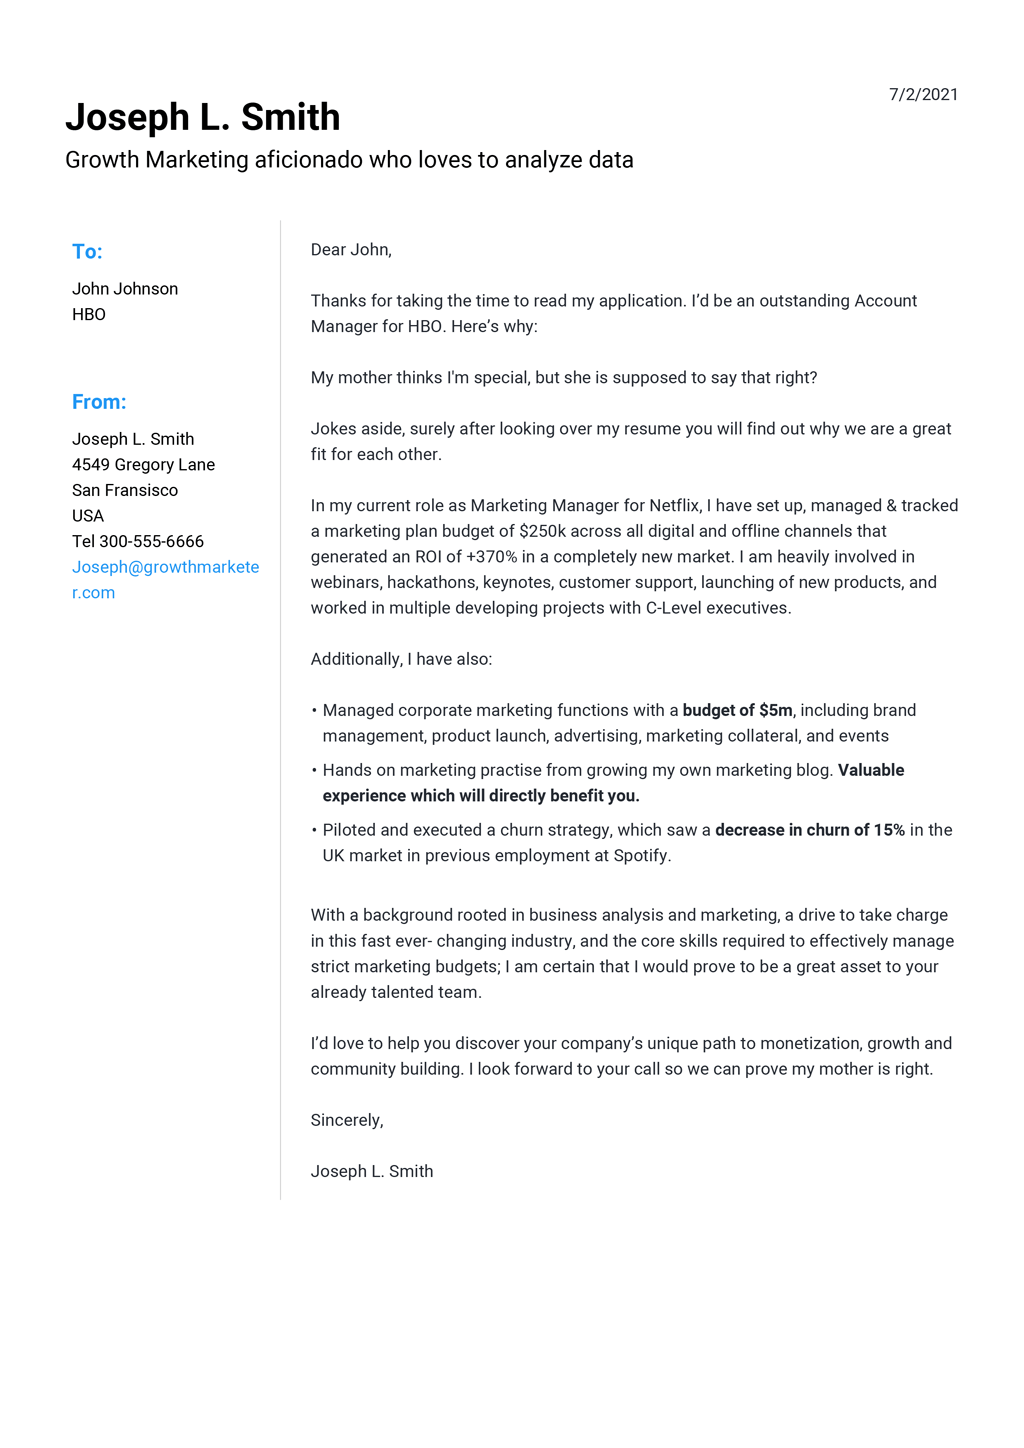 7/2/2021
Joseph L. Smith
Growth Marketing aficionado who loves to analyze data
To:
John Johnson
HBO
From:
Joseph L. Smith
4549 Gregory Lane
San Fransisco
USA
Tel 300-555-6666
Joseph@growthmarkete
r.com
Dear John,
Thanks for taking the time to read my application. I’d be an outstanding Account
Manager for HBO. Here’s why:
My mother thinks I'm special, but she is supposed to say that right?
Jokes aside, surely after looking over my resume you will find out why we are a great
fit for each other.
In my current role as Marketing Manager for Netflix, I have set up, managed & tracked
a marketing plan budget of $250k across all digital and offline channels that
generated an ROI of +370% in a completely new market. I am heavily involved in
webinars, hackathons, keynotes, customer support, launching of new products, and
worked in multiple developing projects with C-Level executives.
Additionally, I have also:
• Managed corporate marketing functions with a budget of $5m, including brand
management, product launch, advertising, marketing collateral, and events
• Hands on marketing practise from growing my own marketing blog. Valuable
experience which will directly benefit you.
• Piloted and executed a churn strategy, which saw a decrease in churn of 15% in the
UK market in previous employment at Spotify.
With a background rooted in business analysis and marketing, a drive to take charge
in this fast ever- changing industry, and the core skills required to effectively manage
strict marketing budgets; I am certain that I would prove to be a great asset to your
already talented team.
I’d love to help you discover your company’s unique path to monetization, growth and
community building. I look forward to your call so we can prove my mother is right.
Sincerely,
Joseph L. Smith